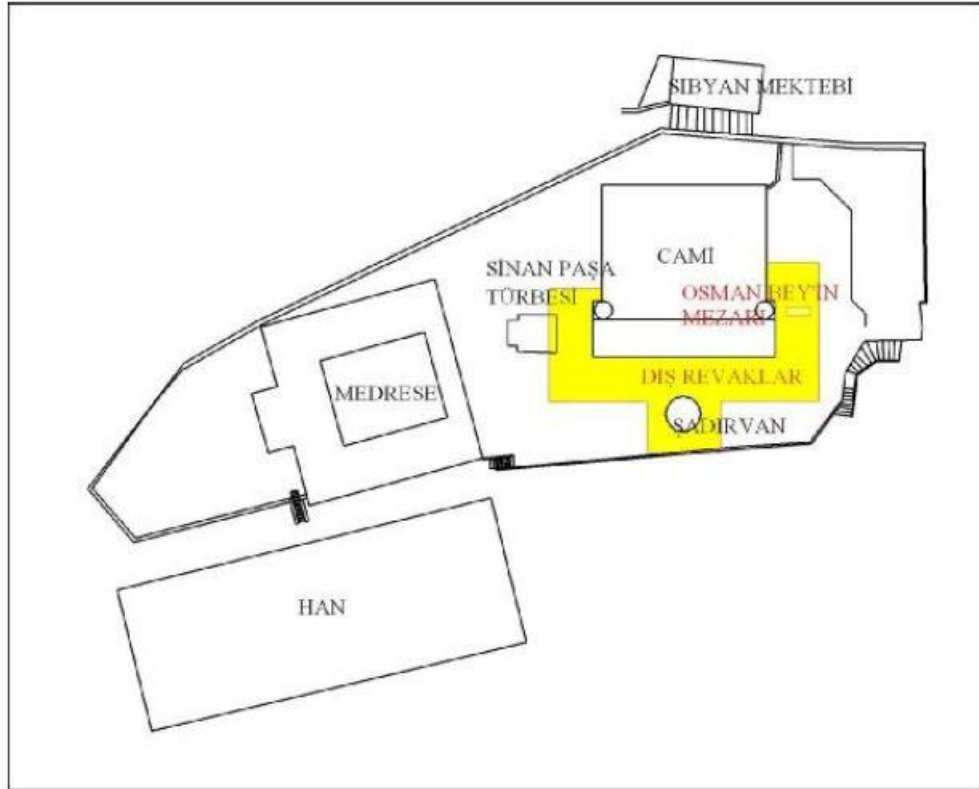 SIBYAN MEKTEBİ
CAMİ
SİNAN PAŞA
TÜRBESİ
OSMAN BEY'İN
MEZARI
MEDRESE
DIŞ REVAKLAR
ŞADIRVAN
HAN